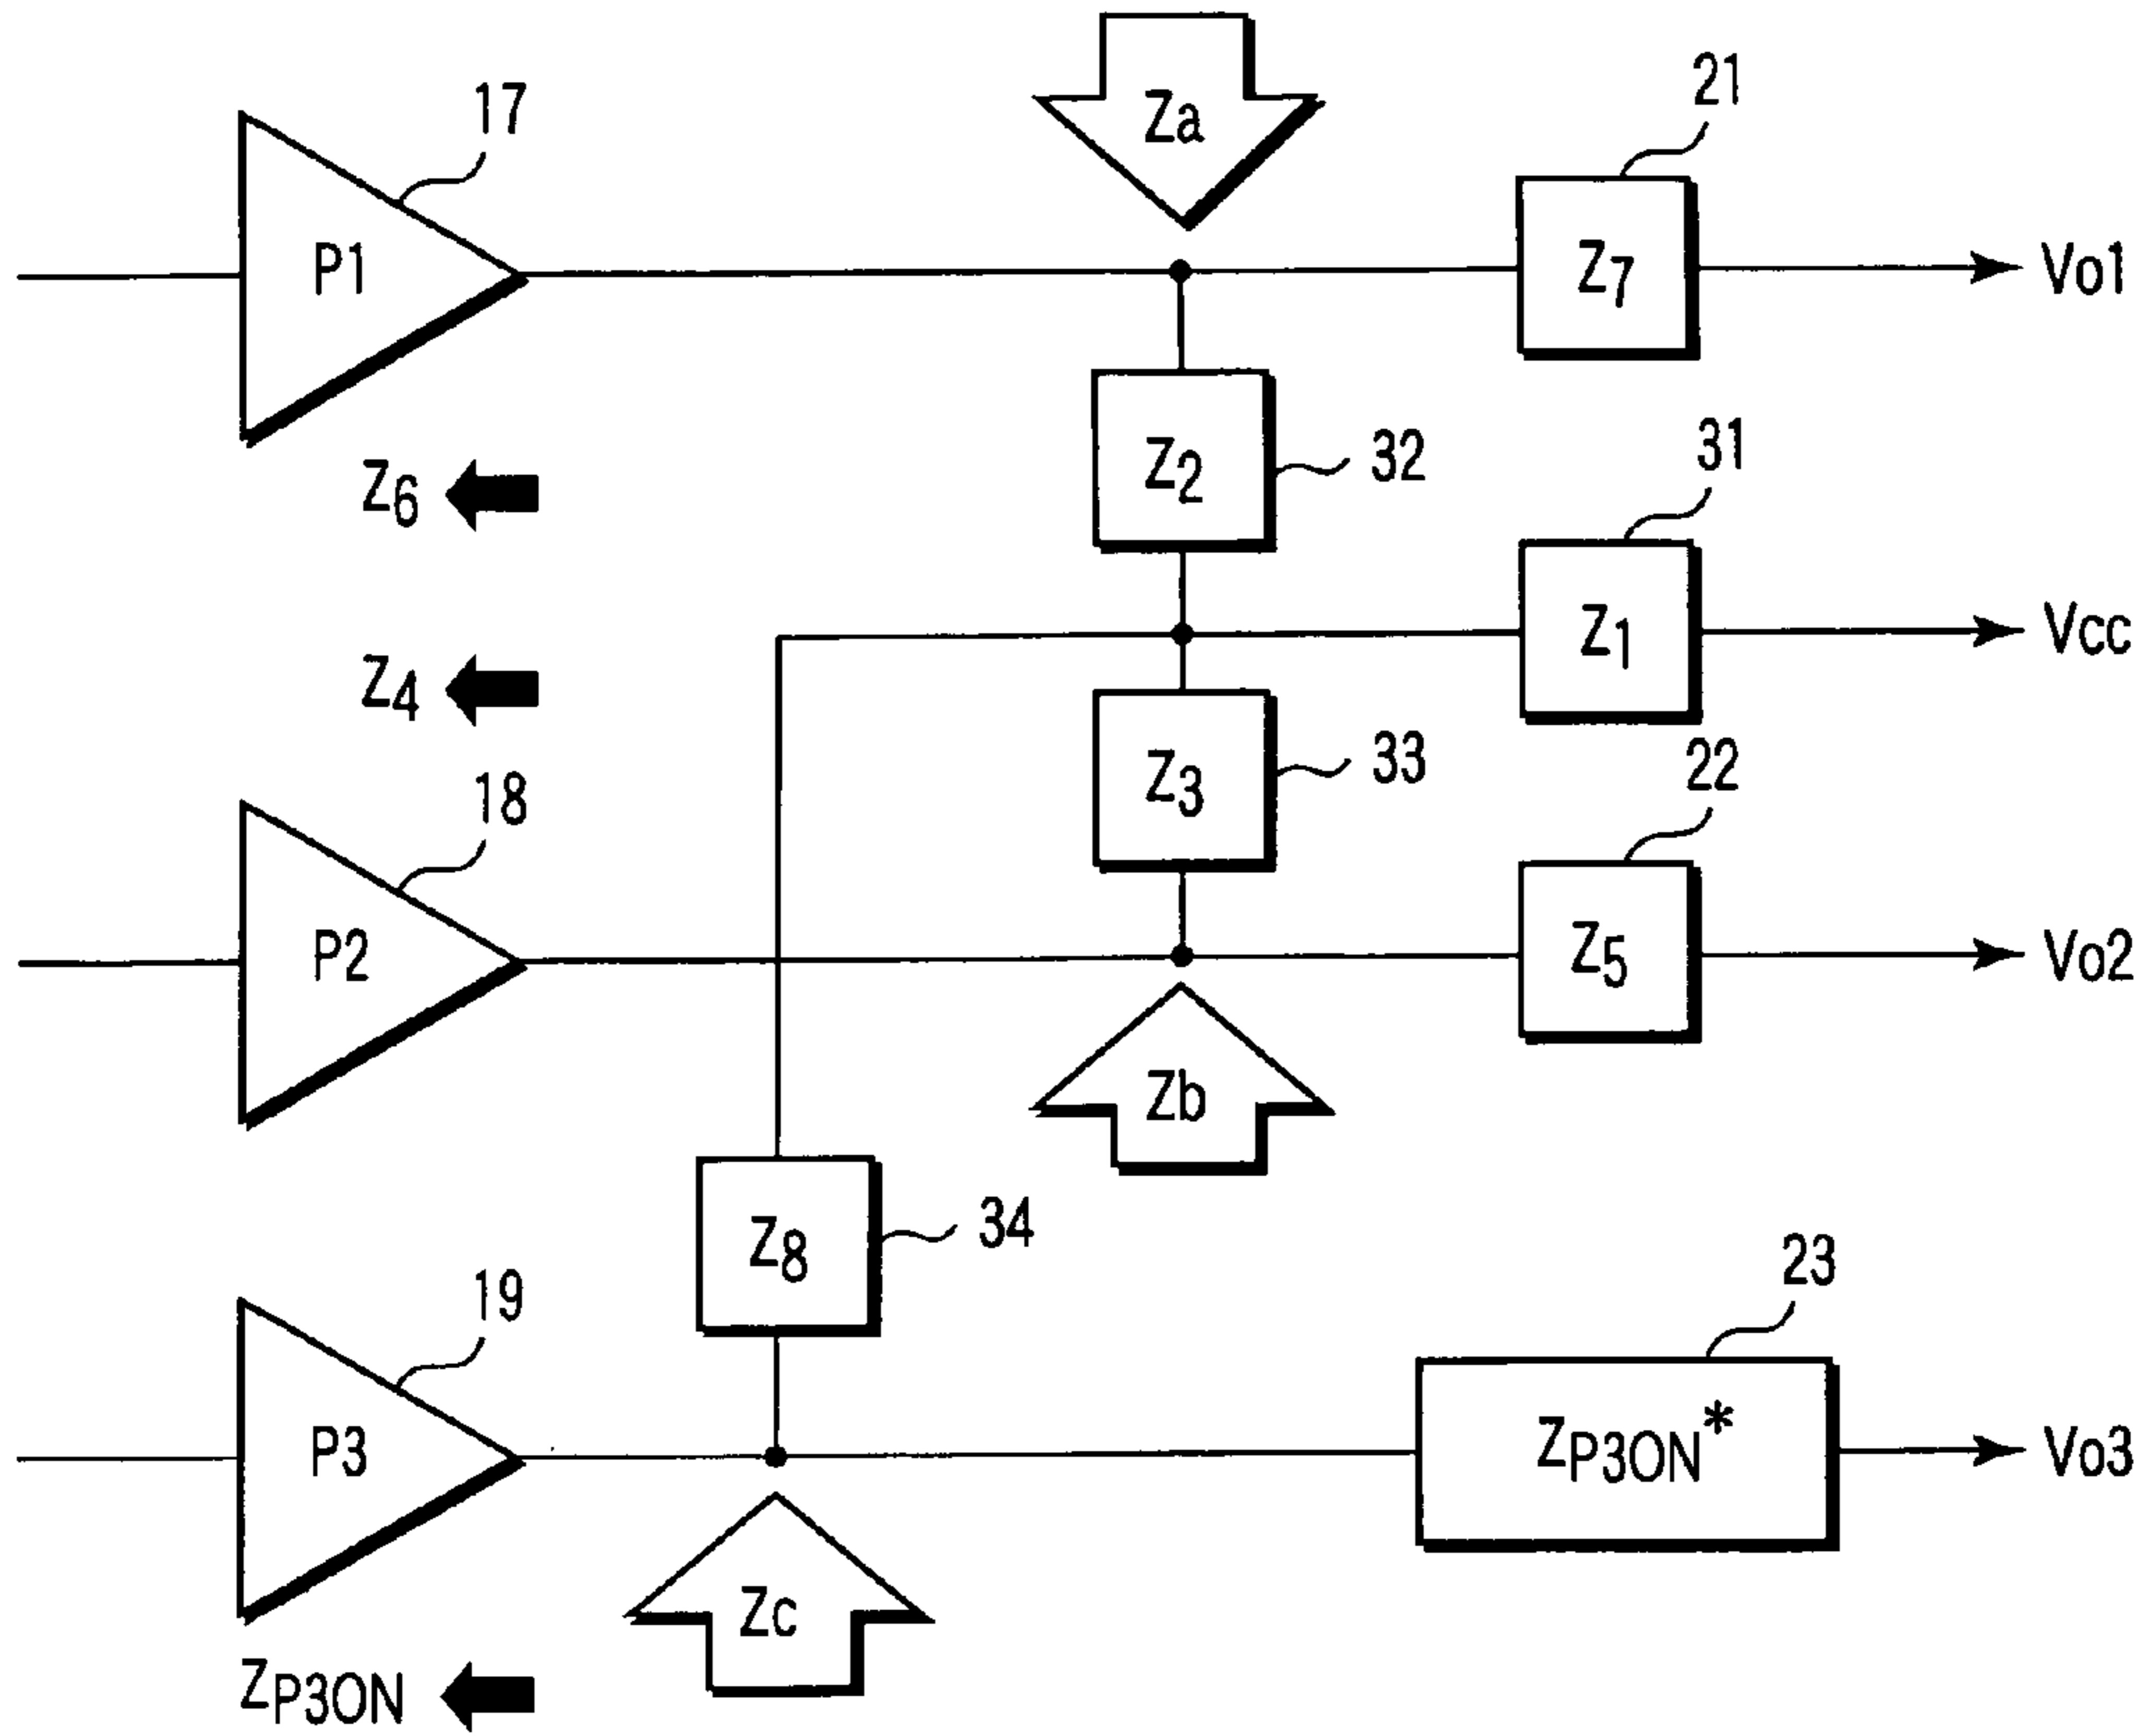 Za
21
17
P1
Z7
Vo1
Z2
32
31
Z6
Z1
Vcc
Z4
Z3
33
22
18
P2
Z5
Vo2
Zb
Z8
34
23
19
P3
ZP3ON*
Vo3
Zc
ZP3ON